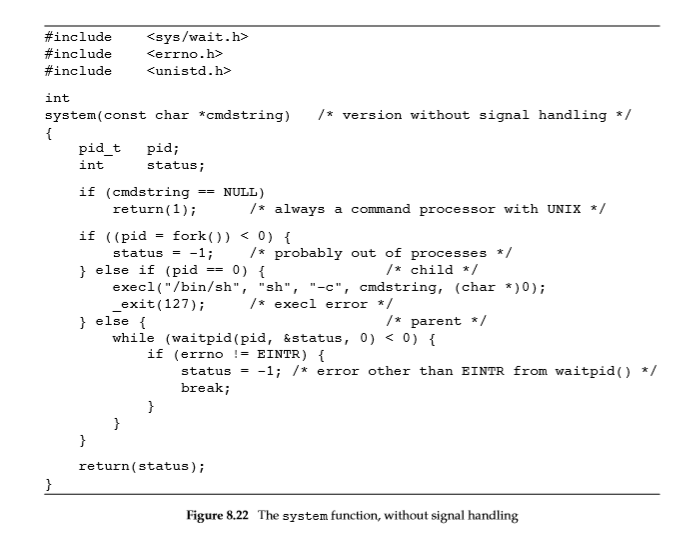 #include    <sys/wait.h>
#include    <errno.h>
#include    <unistd.h>
int
system(const char *cmdstring)   /* version without signal handling */
{
    pid_t   pid;
    int     status;
    if (cmdstring == NULL)
        return(1);      /* always a command processor with UNIX */
    if ((pid = fork()) < 0) {
        status = -1;    /* probably out of processes */
    } else if (pid == 0) {              /* child */
        execl("/bin/sh", "sh", "-c", cmdstring, (char *)0);
        _exit(127);     /* execl error */
    } else {                            /* parent */
        while (waitpid(pid, &status, 0) < 0) {
            if (errno != EINTR) {
                status = -1; /* error other than EINTR from waitpid() */
                break;
            }
        }
    }
    return(status);
}
Figure 8.22 The system function, without signal handling